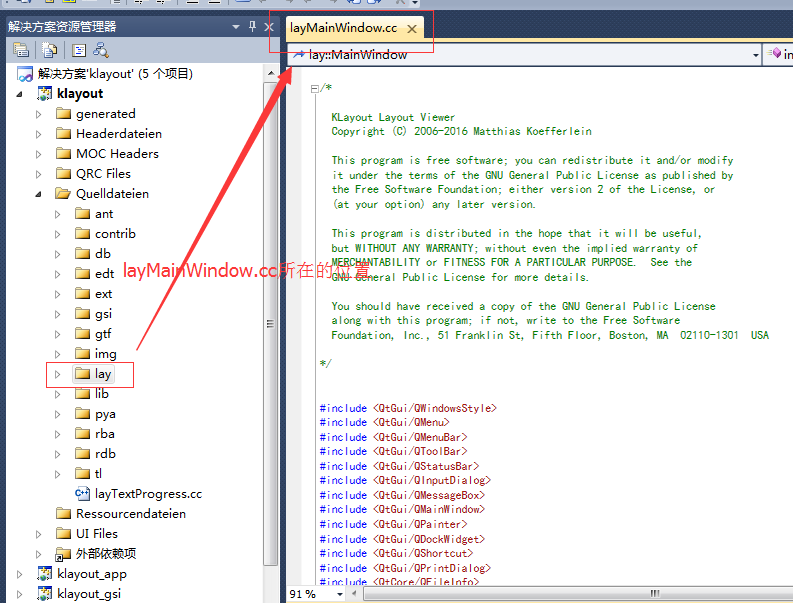 解决方案资源管理器
解决方案'klayout' (5 个项目)
klayout
generated
Headerdateien
MOC Headers
QRC Files
Quelldateien
ant
contrib
db
edt
ext
gsi
gtf
img
lay
lib
pya
rba
rdb
tl
layTextProgress.cc
Ressourcendateien
UI Files
外部依赖项
klayout_app
klayout_gsi
layMainWindow.cc所在的位置
layMainWindow.cc
lay::MainWindow
in
/*
KLayout Layout Viewer
Copyright (C) 2006-2016 Matthias Koefferlein
This program is free software; you can redistribute it and/or modify
it under the terms of the GNU General Public License as published by
the Free Software Foundation; either version 2 of the License, or
(at your option) any later version.
This program is distributed in the hope that it will be useful,
but WITHOUT ANY WARRANTY; without even the implied warranty of
MERCHANTABILITY or FITNESS FOR A PARTICULAR PURPOSE.  See the
GNU General Public License for more details.
You should have received a copy of the GNU General Public License
along with this program; if not, write to the Free Software
Foundation, Inc., 51 Franklin St, Fifth Floor, Boston, MA  02110-1301  USA
*/
#include <QtGui/QWindowsStyle>
#include <QtGui/QMenu>
#include <QtGui/QMenuBar>
#include <QtGui/QToolBar>
#include <QtGui/QStatusBar>
#include <QtGui/QInputDialog>
#include <QtGui/QMessageBox>
#include <QtGui/QMainWindow>
#include <QtGui/QPainter>
#include <QtGui/QDockWidget>
#include <QtGui/QShortcut>
#include <QtGui/QPrintDialog>
#include <QtCore/QFileInfo>
91 %